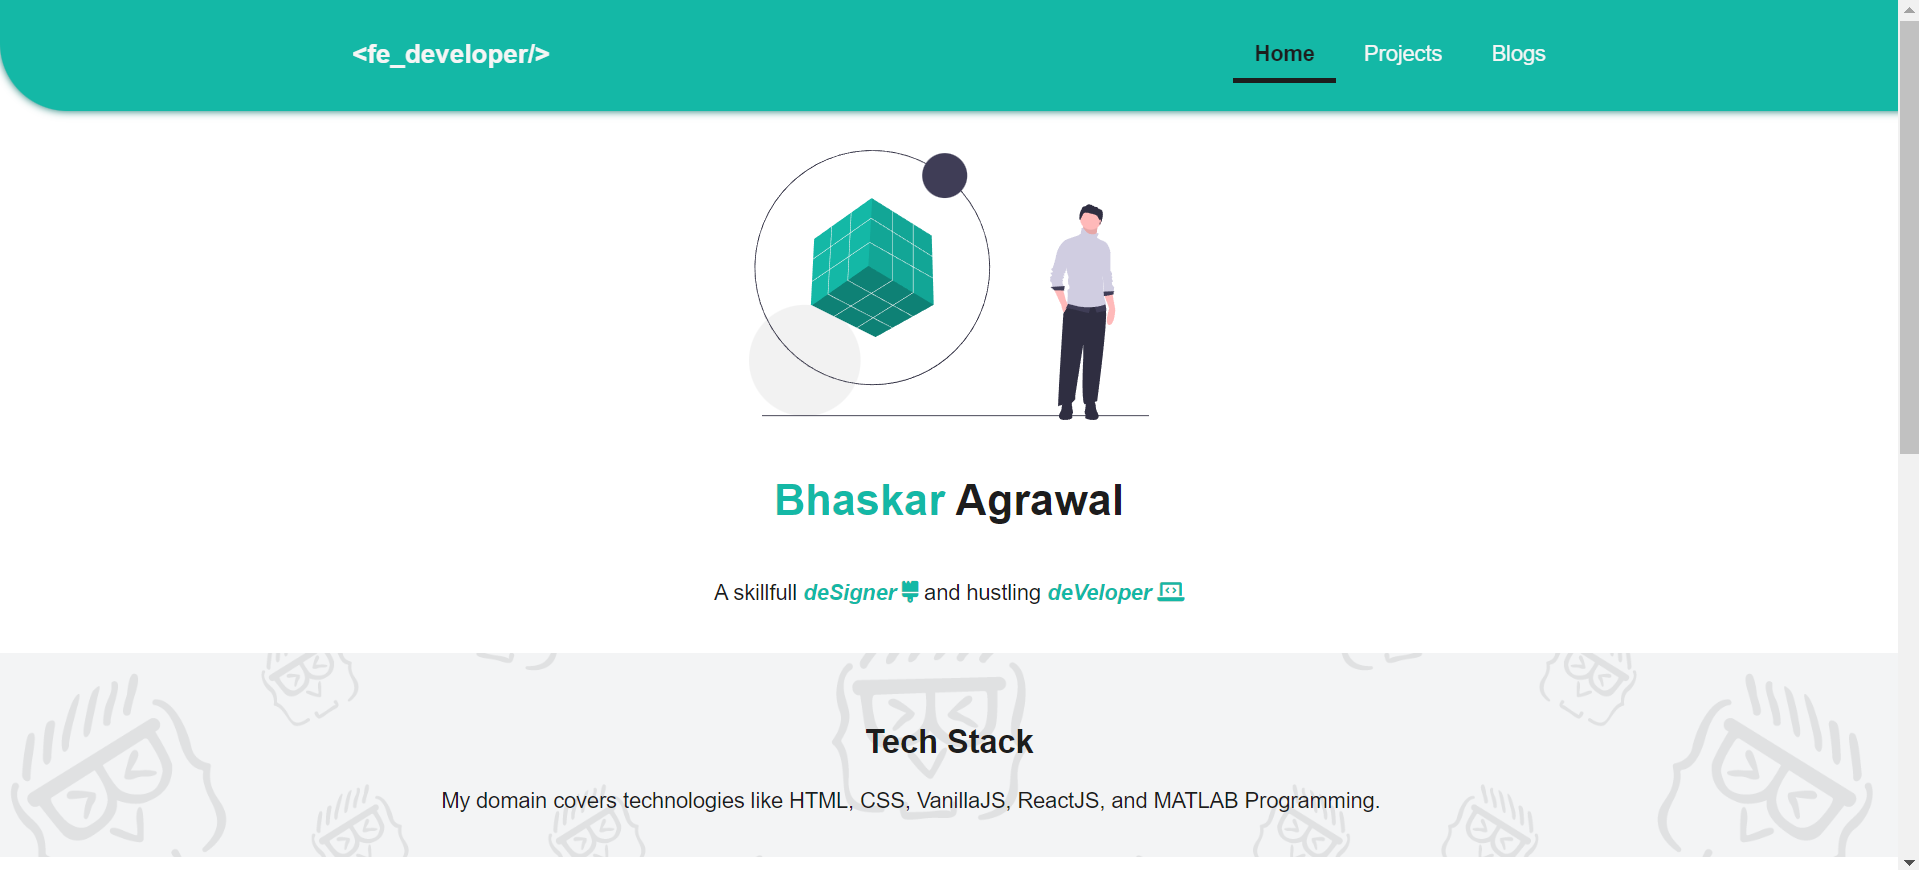 <fe_developer/>
Home Projects Blogs
Bhaskar Agrawal
A skillfull deSigner and hustling deVeloper
Tech Stack
My domain covers technologies like HTML, CSS, VanillaJS, ReactJS, and MATLAB Programming.